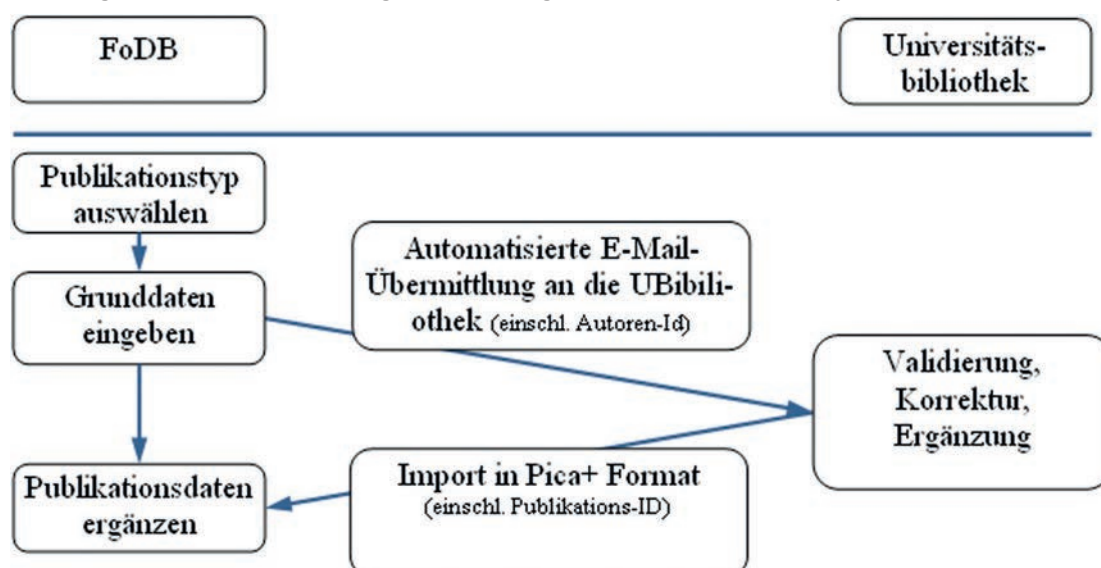 FoDB
Universitäts-
bibliothek
Publikationstyp
auswählen
Automatisierte E-Mail-
Übermittlung an die UBibili-
othek (einschl. Autoren-Id)
Grunddaten
eingeben
Validierung,
Korrektur,
Ergänzung
Import in Pica+ Format
(einschl. Publikations-ID)
Publikationsdaten
ergänzen